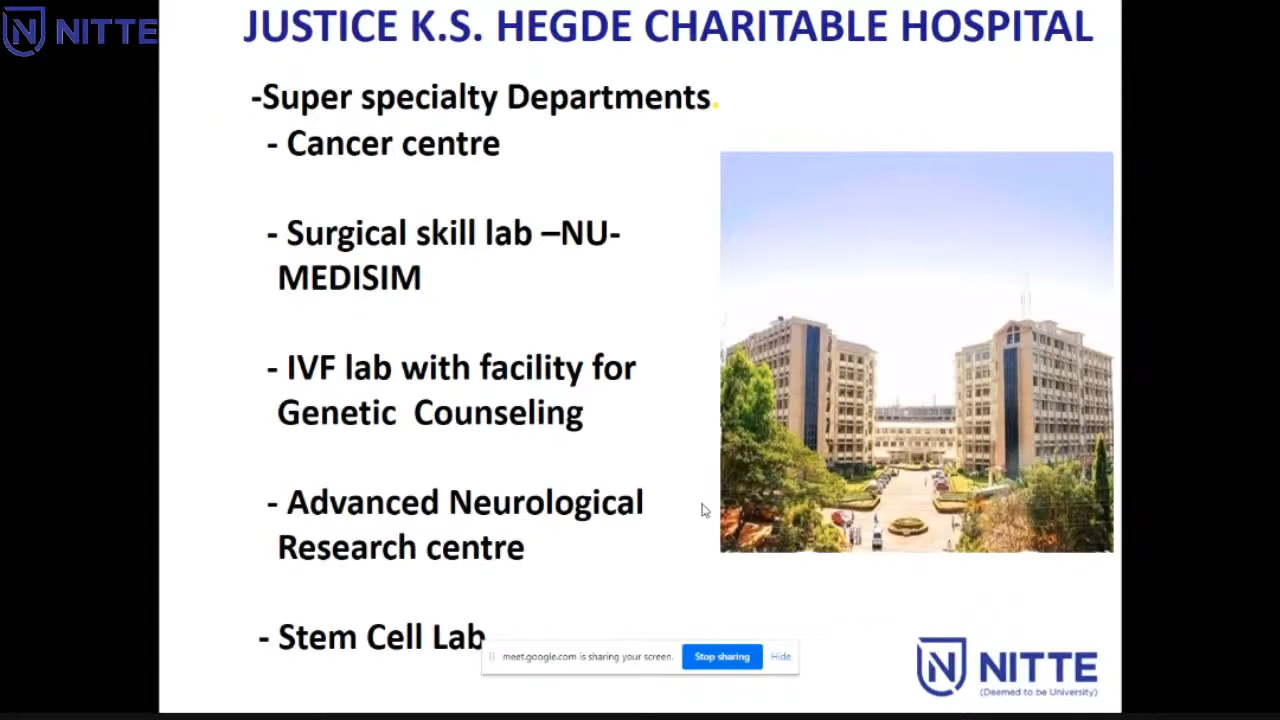 NITTE
JUSTICE K.S. HEGDE CHARITABLE HOSPITAL
-Super specialty Departments.
- Cancer centre
- Surgical skill lab –NU-
MEDISIM
- IVF lab with facility for
Genetic Counseling
- Advanced Neurological
Research centre
- Stem Cell Lab
meet.google.com is sharing your screen.
Stop sharing
Hide
NITTE
(Deemed to be University)